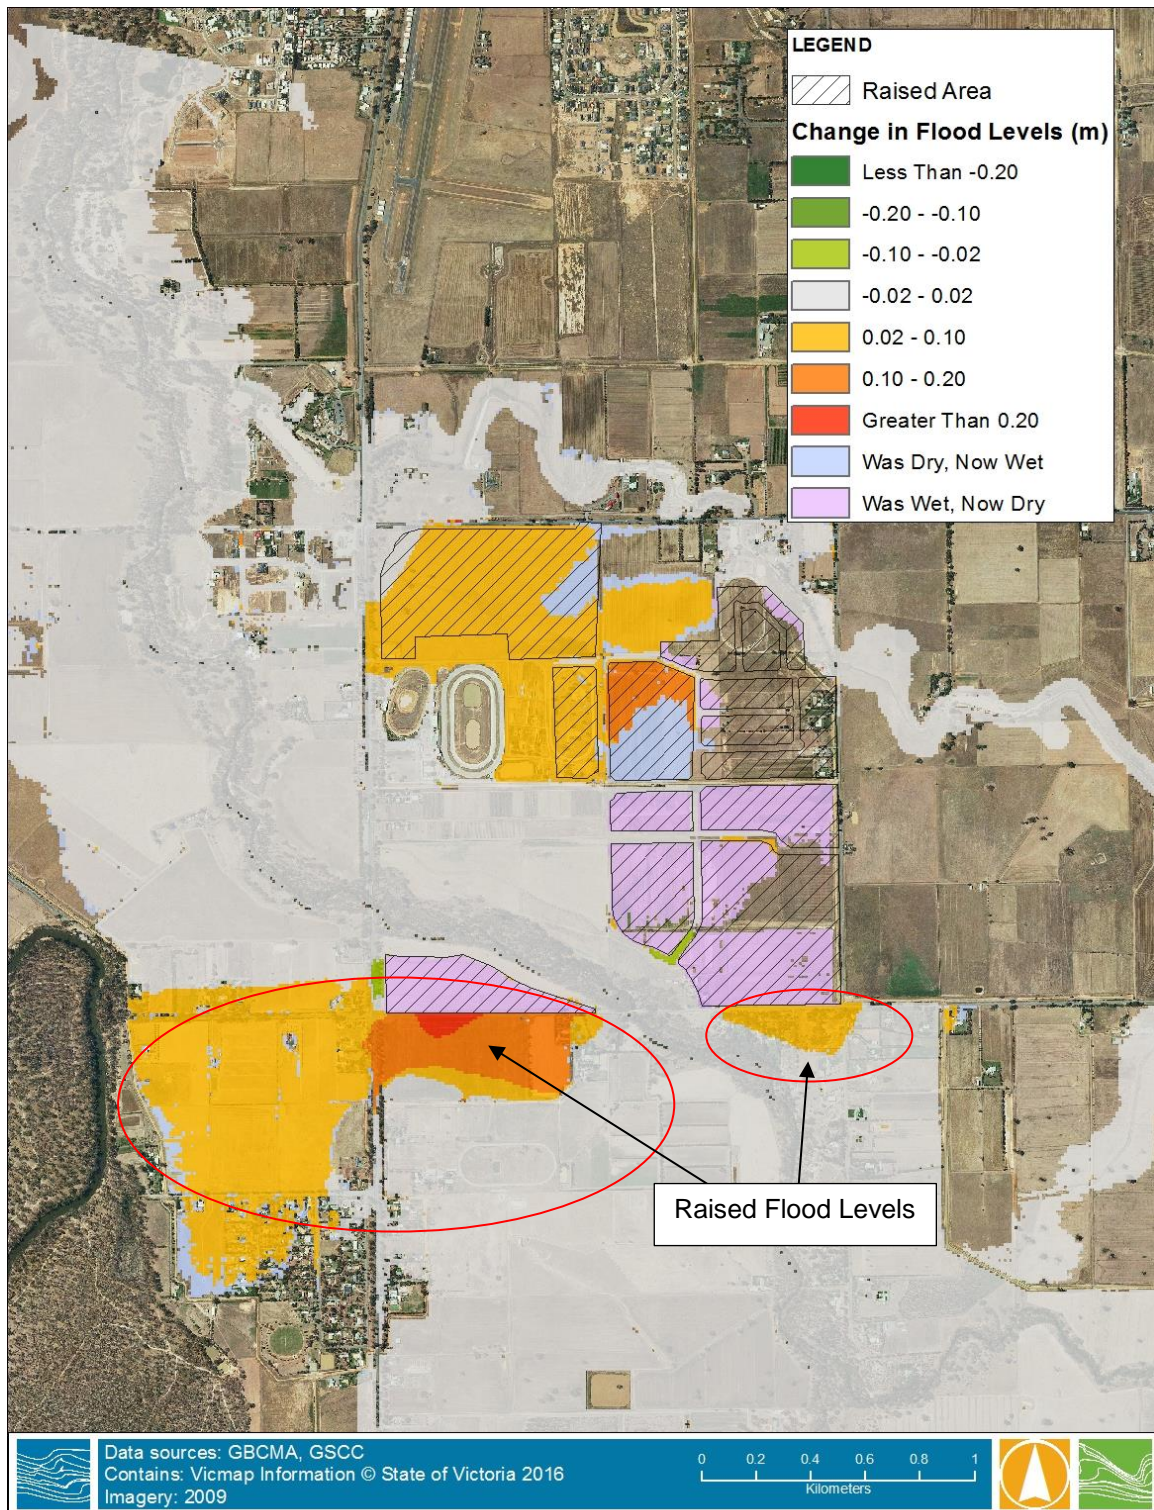 LEGEND
Raised Area
Change in Flood Levels (m)
Less Than -0.20
-0.20 - -0.10
-0.10 - -0.02
-0.02 - 0.02
0.02 - 0.10
0.10 - 0.20
Greater Than 0.20
Was Dry, Now Wet
Was Wet, Now Dry
Raised Flood Levels
Data sources: GBCMA, GSCC
Contains: Vicmap Information © State of Victoria 2016
Imagery: 2009
0 0.2 0.4 0.6 0.8 1
Kilometers